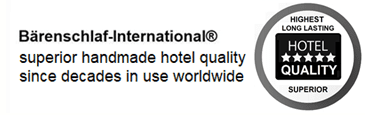 Bärenschlaf-International®
superior handmade hotel quality
since decades in use worldwide
HIGHEST
LONG LASTING
HOTEL
★★★★★
QUALITY
SUPERIOR